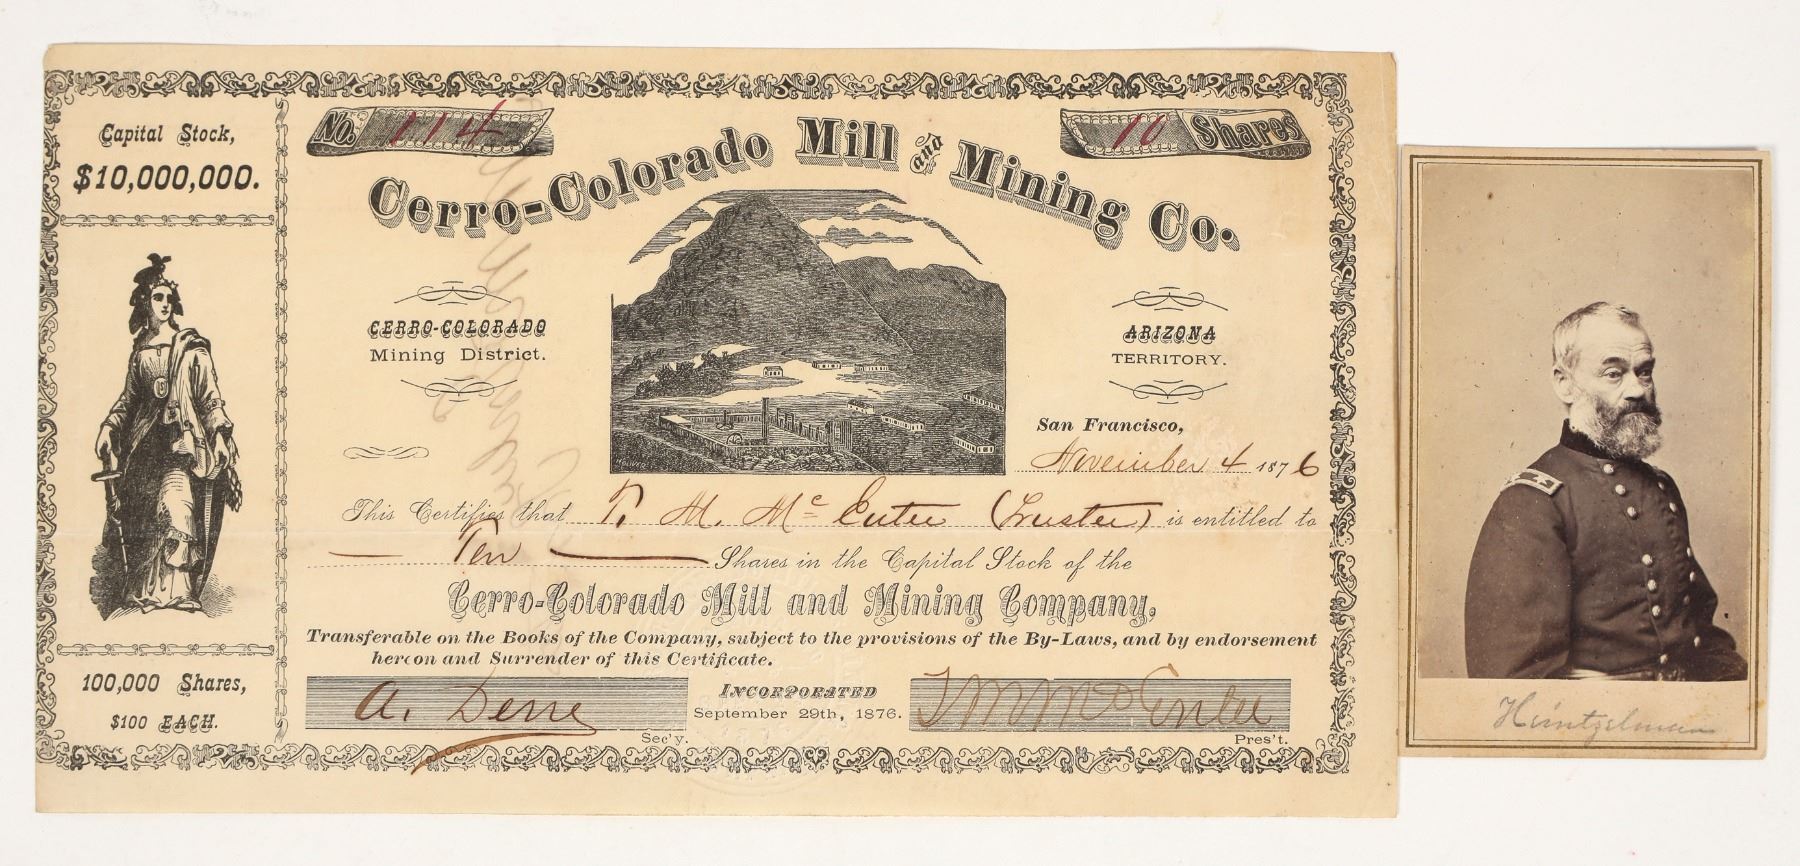 Capital Stock,
$10,000,000.
100,000 Shares,
$100 EACH.
No. 114
10 Shares
Cerro-Colorado Mill and Mining Co.
CERRO-COLORADO
Mining District.
ARIZONA
TERRITORY.
San Francisco,
November 4 1876
This Certifies that T. M. Mc Entee (Trustee) is entitled to
Ten Shares in the Capital Stock of the
Cerro-Colorado Mill and Mining Company,
Transferable on the Books of the Company, subject to the provisions of the By-Laws, and by endorsement
hereon and Surrender of this Certificate.
INCORPORATED
September 29th, 1876.
A. Sec'y.
Pres't.
Heintzelman